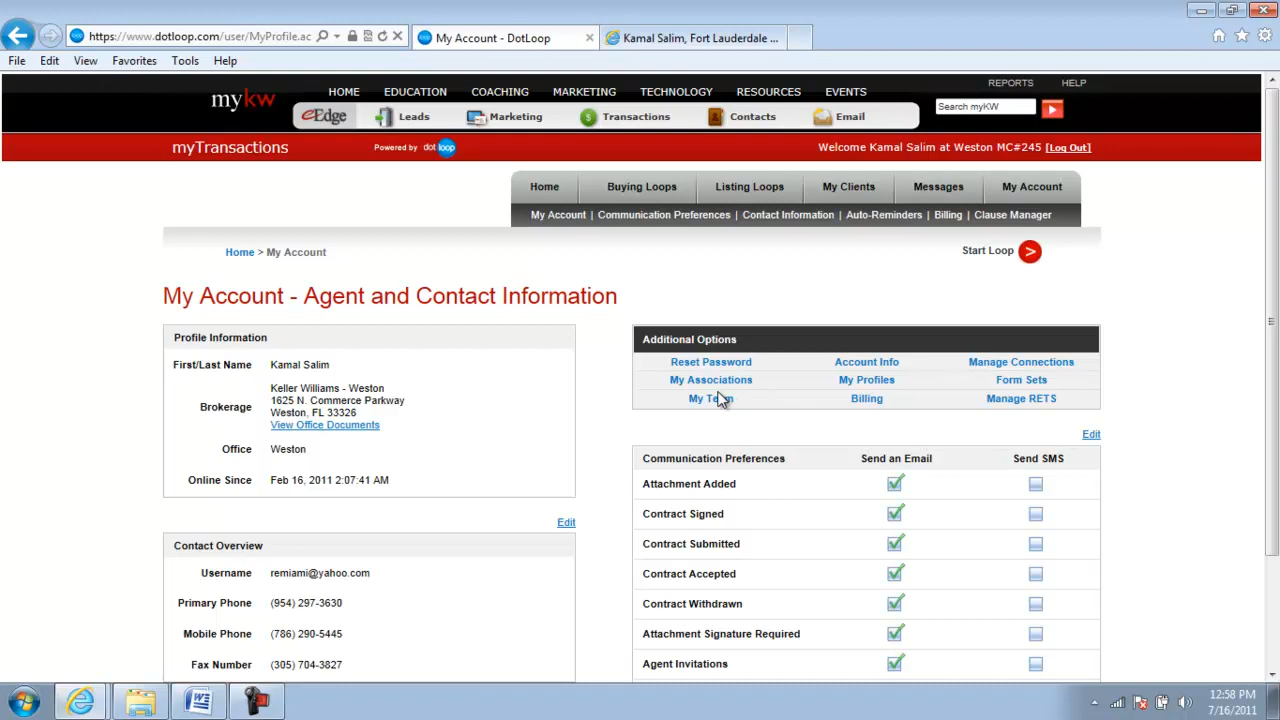 https://www.dotloop.com/user/MyProfile.ac
My Account - DotLoop
Kamal Salim, Fort Lauderdale ...
File Edit View Favorites Tools Help
REPORTS HELP
mykw
HOME EDUCATION COACHING MARKETING TECHNOLOGY RESOURCES EVENTS
Search myKW
eEdge Leads Marketing Transactions Contacts Email
myTransactions
Powered by dotloop
Welcome Kamal Salim at Weston MC#245 [Log Out]
Home Buying Loops Listing Loops My Clients Messages My Account
My Account | Communication Preferences | Contact Information | Auto-Reminders | Billing | Clause Manager
Home > My Account
Start Loop >
My Account - Agent and Contact Information
Profile Information
First/Last Name Kamal Salim
Brokerage
Keller Williams - Weston
1625 N. Commerce Parkway
Weston, FL 33326
View Office Documents
Office Weston
Online Since Feb 16, 2011 2:07:41 AM
Edit
Contact Overview
Username remiami@yahoo.com
Primary Phone (954) 297-3630
Mobile Phone (786) 290-5445
Fax Number (305) 704-3827
Additional Options
Reset Password Account Info Manage Connections
My Associations My Profiles Form Sets
My Billing Manage RETS
Edit
Communication Preferences Send an Email Send SMS
Attachment Added
Contract Signed
Contract Submitted
Contract Accepted
Contract Withdrawn
Attachment Signature Required
Agent Invitations
12:58 PM
7/16/2011